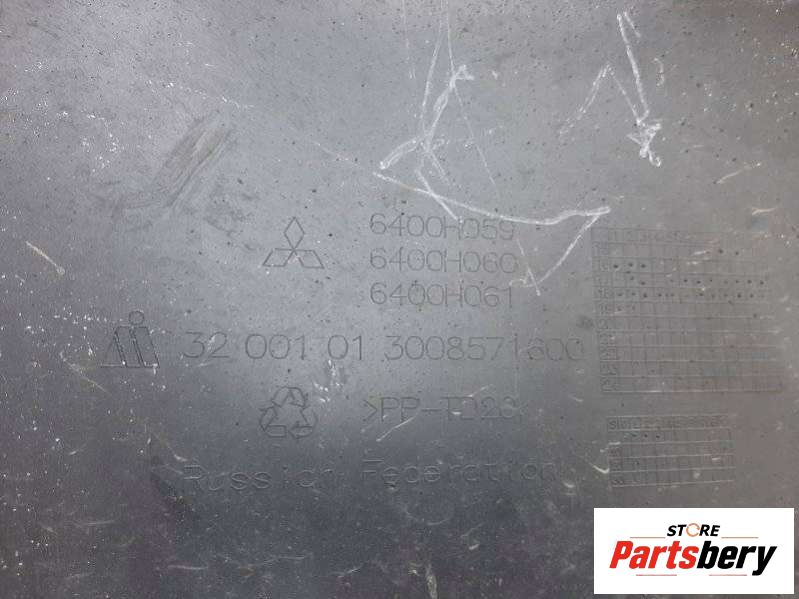 6400H059
6400H060
6400H061
32 001 01 3008571600
>PP-TD20<
Russian Federation
STORE
Partsbery